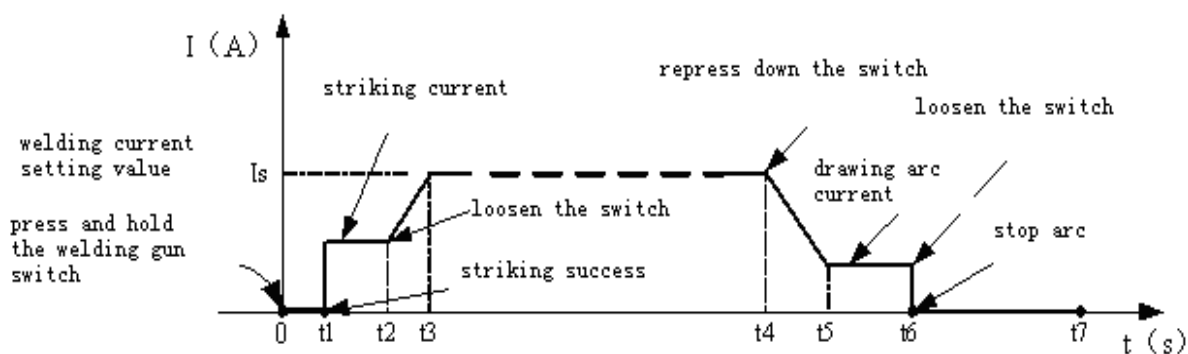 I (A)
repress down the switch
striking current
loosen the switch
welding current
setting value
Is
drawing arc
current
press and hold
the welding gun
switch
loosen the switch
stop arc
striking success
0 t1 t2 t3 t4 t5 t6 t7
t (s)